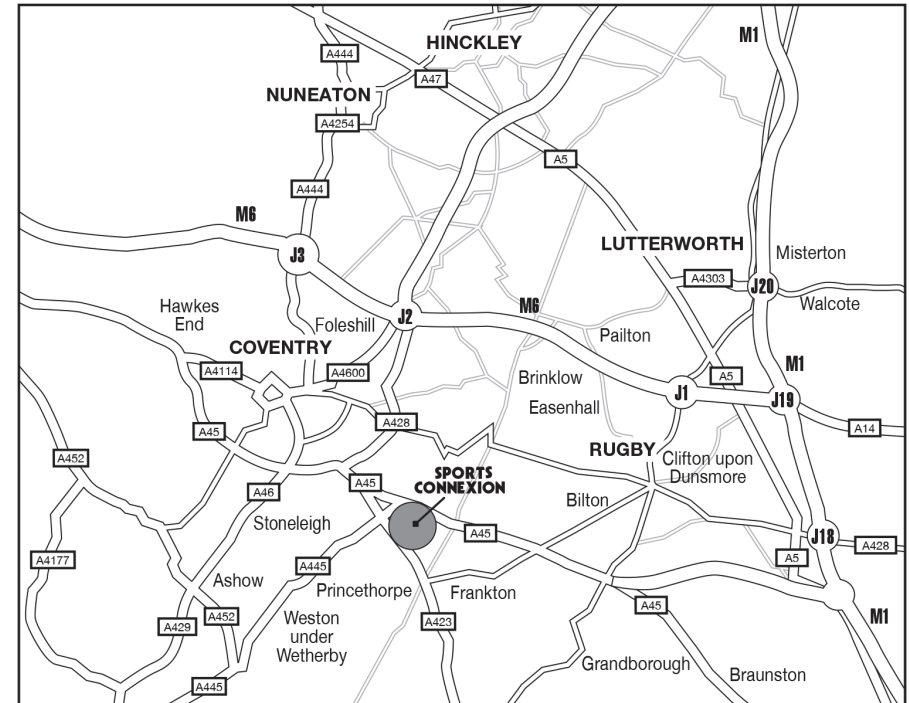 M1
HINCKLEY
A444
A47
NUNEATON
A4254
A5
A444
M6
LUTTERWORTH
J3
Misterton
A4303
J20
Walcote
Hawkes
End
Foleshill
J2
M6
Pailton
COVENTRY
M1
A4114
A4600
A5
Brinklow
J1
J19
Easenhall
A428
A14
A45
RUGBY
A452
Clifton upon
Dunsmore
SPORTS
CONNEXION
A45
A46
Bilton
Stoneleigh
A45
J18
A428
A4177
A445
A5
Ashow
Princethorpe
Frankton
A452
A45
Weston
under
Wetherby
A429
A423
M1
Grandborough
Braunston
A445